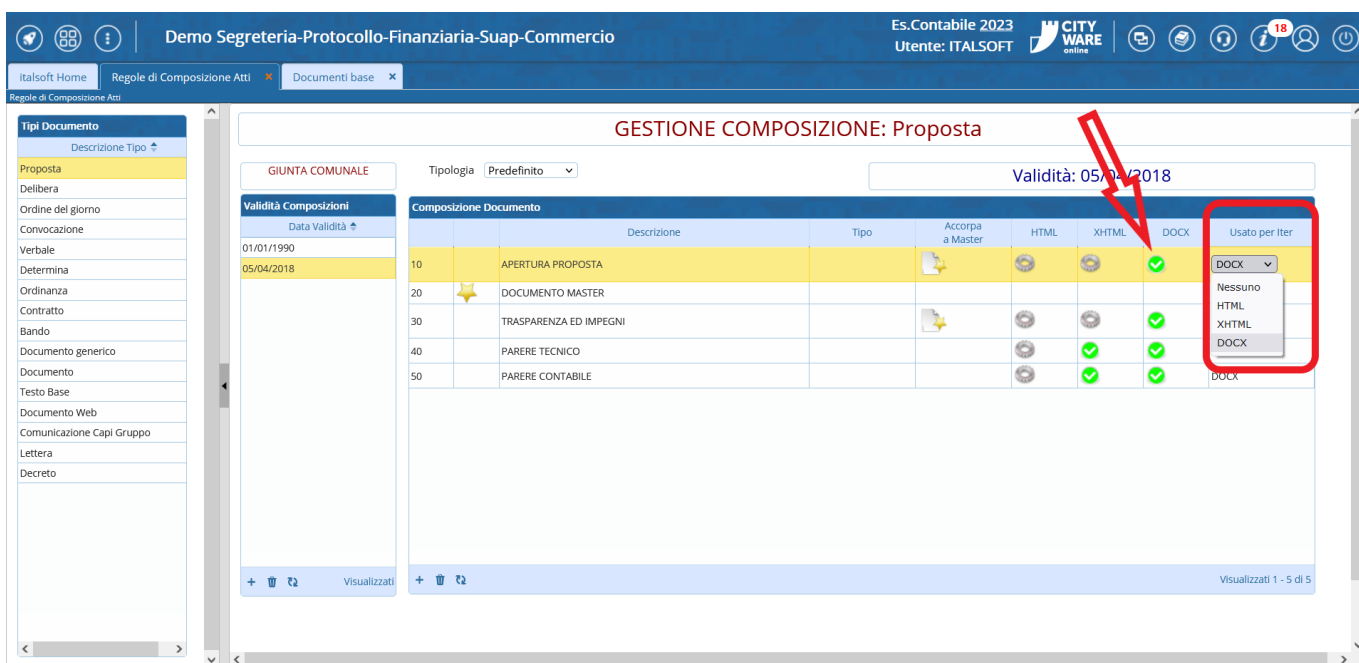 Demo Segreteria-Protocollo-Finanziaria-Suap-Commercio
Es.Contabile 2023
Utente: ITALSOFT
CITY
WARE
online
18
italsoft Home
Regole di Composizione Atti ×
Documenti base ×
Regole di Composizione Atti
Tipi Documento
Descrizione Tipo
Proposta
Delibera
Ordine del giorno
Convocazione
Verbale
Determina
Ordinanza
Contratto
Bando
Documento generico
Documento
Testo Base
Documento Web
Comunicazione Capi Gruppo
Lettera
Decreto
GESTIONE COMPOSIZIONE: Proposta
GIUNTA COMUNALE
Tipologia Predefinito
Validità: 05/04/2018
Validità Composizioni
Data Validità
01/01/1990
05/04/2018
Visualizzati
Composizione Documento
Descrizione Tipo Accorpa a Master HTML XHTML DOCX Usato per Iter
10 APERTURA PROPOSTA DOCX
20 DOCUMENTO MASTER
30 TRASPARENZA ED IMPEGNI
40 PARERE TECNICO
50 PARERE CONTABILE DOCX
Nessuno
HTML
XHTML
DOCX
Visualizzati 1 - 5 di 5